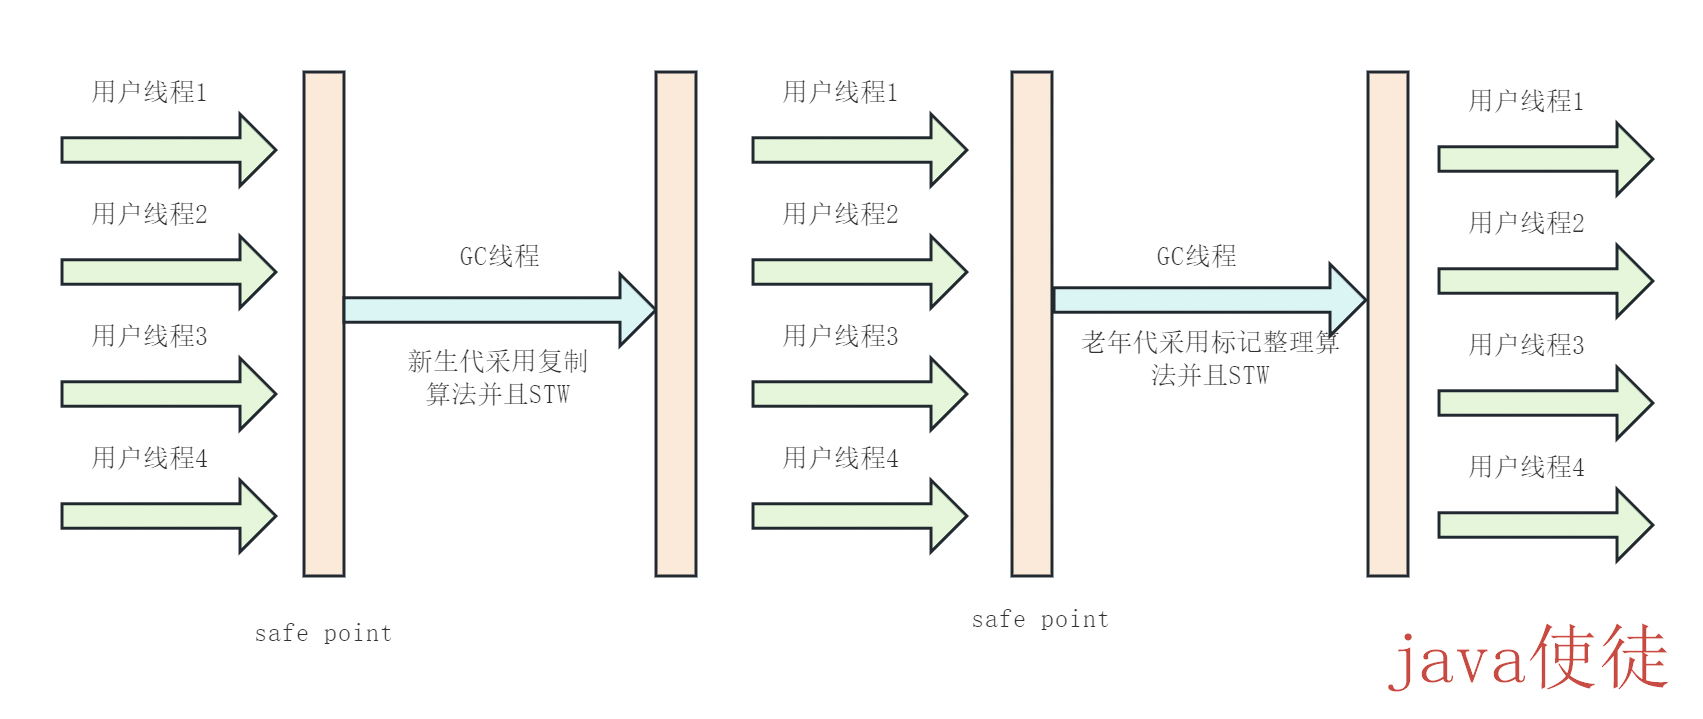 用户线程1
用户线程2
用户线程3
用户线程4
safe point
GC线程
新生代采用复制
算法并且STW
用户线程1
用户线程2
用户线程3
用户线程4
safe point
GC线程
老年代采用标记整理算
法并且STW
用户线程1
用户线程2
用户线程3
用户线程4
java使徒